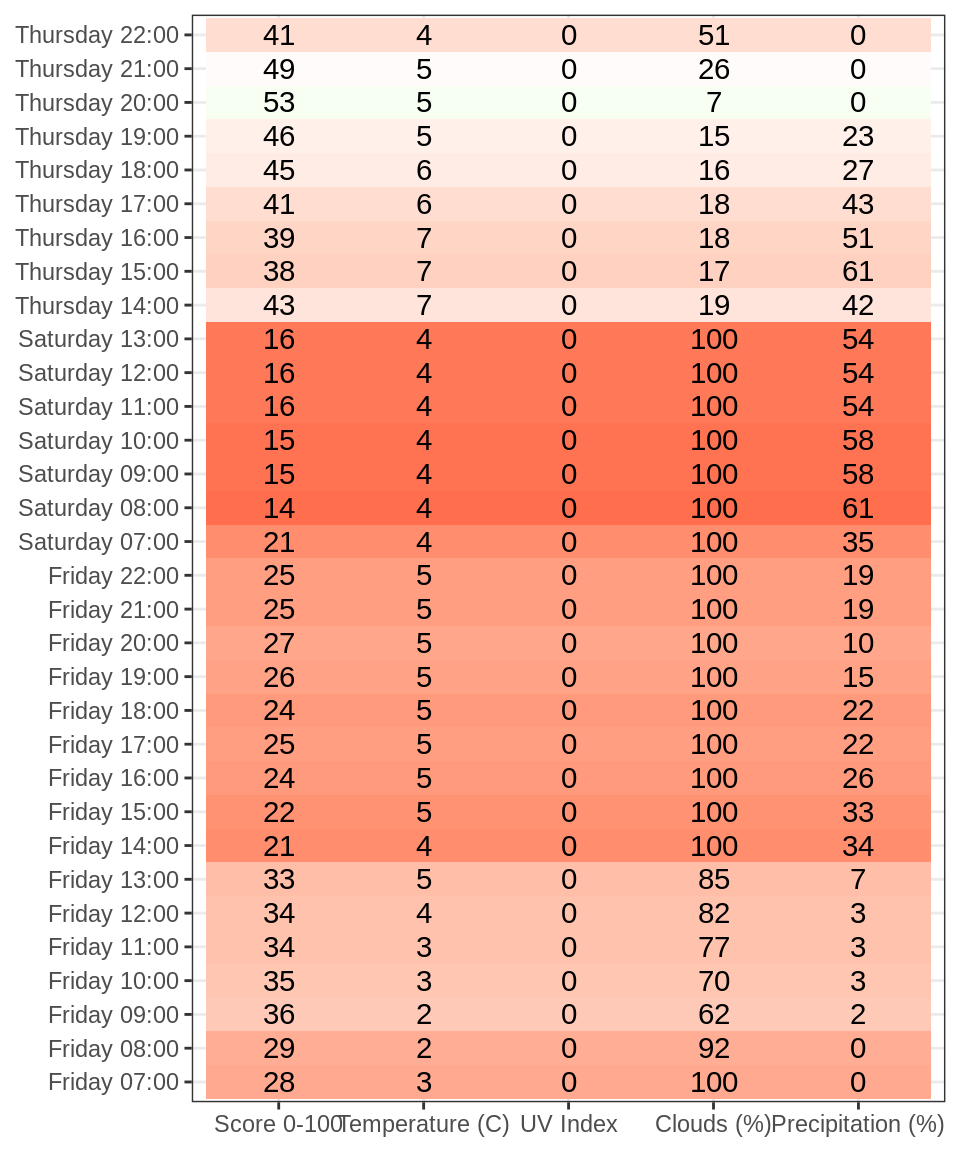 Thursday 22:00 41 4 0 51 0
Thursday 21:00 49 5 0 26 0
Thursday 20:00 53 5 0 7 0
Thursday 19:00 46 5 0 15 23
Thursday 18:00 45 6 0 16 27
Thursday 17:00 41 6 0 18 43
Thursday 16:00 39 7 0 18 51
Thursday 15:00 38 7 0 17 61
Thursday 14:00 43 7 0 19 42
Saturday 13:00 16 4 0 100 54
Saturday 12:00 16 4 0 100 54
Saturday 11:00 16 4 0 100 54
Saturday 10:00 15 4 0 100 58
Saturday 09:00 15 4 0 100 58
Saturday 08:00 14 4 0 100 61
Saturday 07:00 21 4 0 100 35
Friday 22:00 25 5 0 100 19
Friday 21:00 25 5 0 100 19
Friday 20:00 27 5 0 100 10
Friday 19:00 26 5 0 100 15
Friday 18:00 24 5 0 100 22
Friday 17:00 25 5 0 100 22
Friday 16:00 24 5 0 100 26
Friday 15:00 22 5 0 100 33
Friday 14:00 21 4 0 100 34
Friday 13:00 33 5 0 85 7
Friday 12:00 34 4 0 82 3
Friday 11:00 34 3 0 77 3
Friday 10:00 35 3 0 70 3
Friday 09:00 36 2 0 62 2
Friday 08:00 29 2 0 92 0
Friday 07:00 28 3 0 100 0
Score 0-100 Temperature (C) UV Index Clouds (%) Precipitation (%)